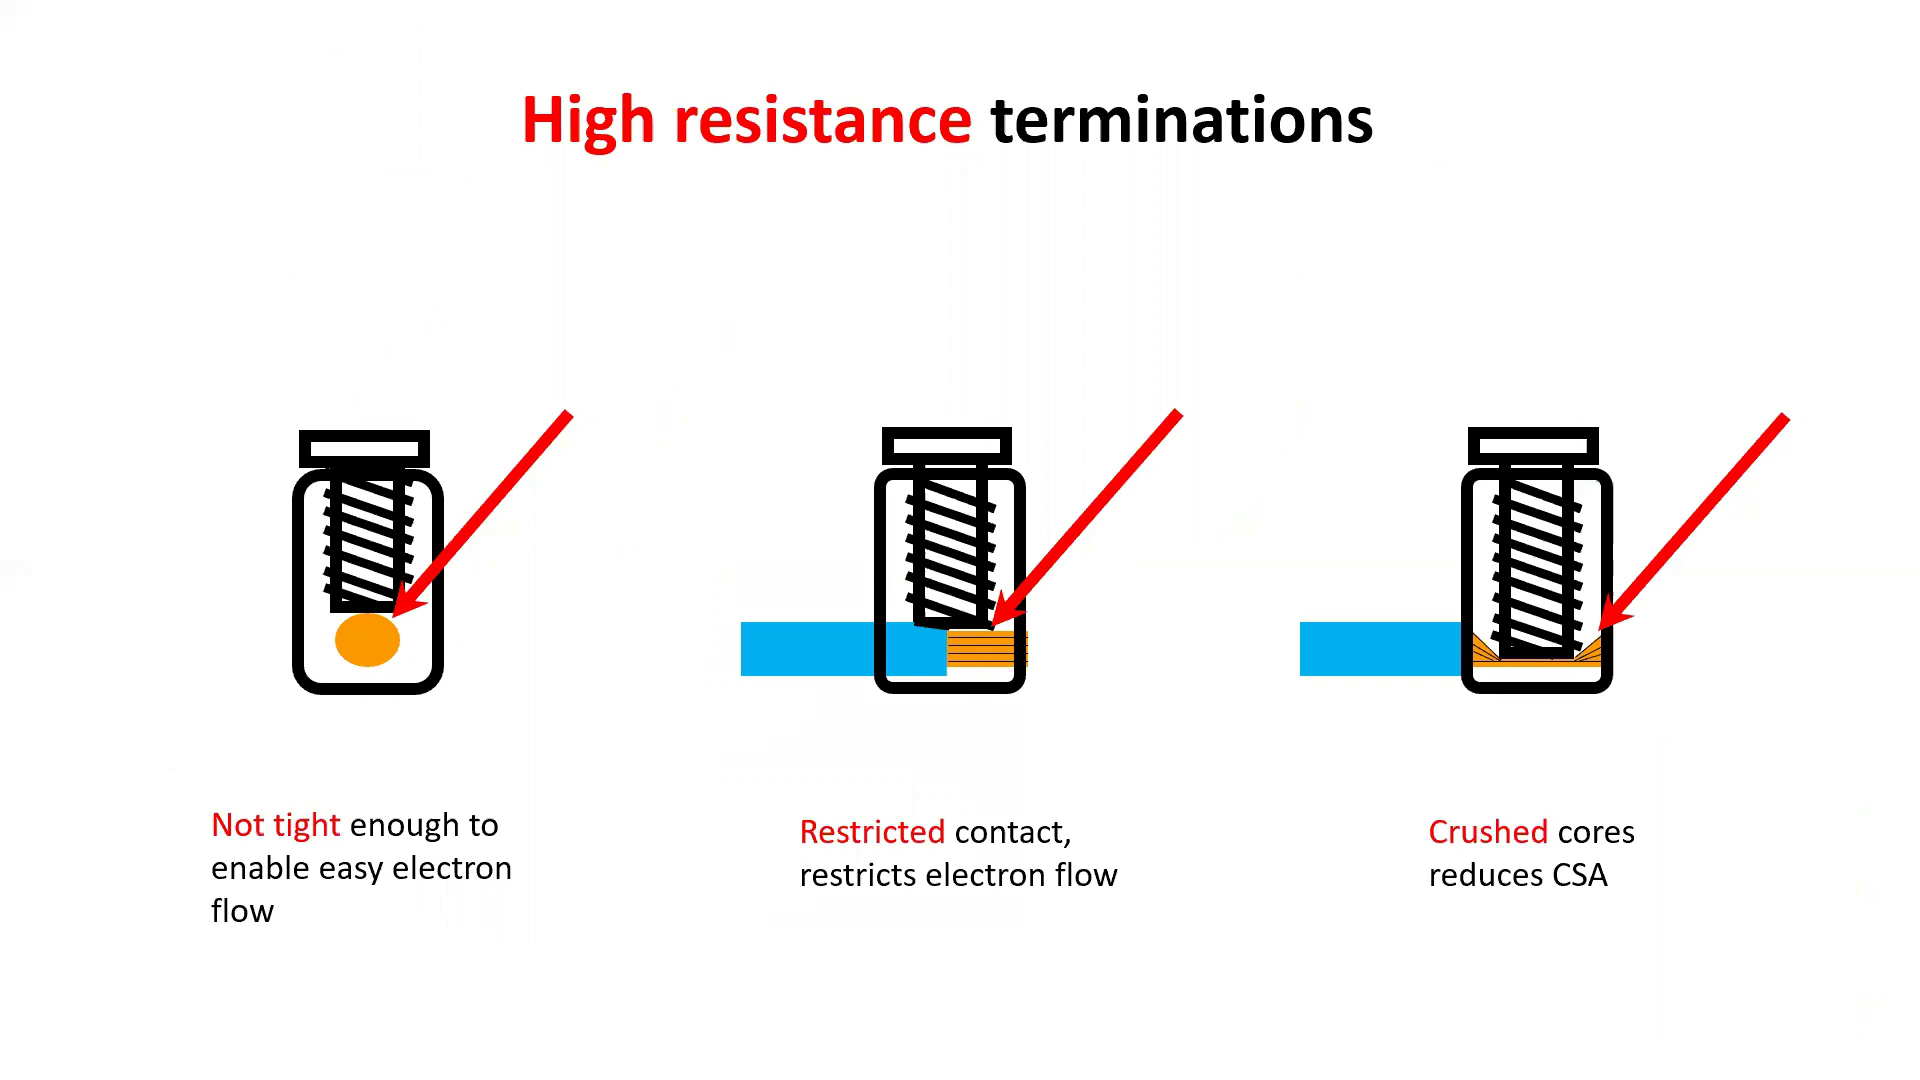 High resistance terminations
Not tight enough to
enable easy electron
flow
Restricted contact,
restricts electron flow
Crushed cores
reduces CSA